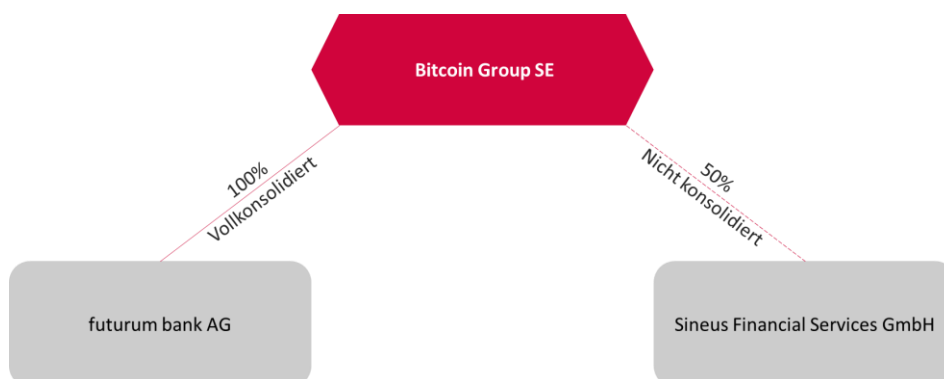 Bitcoin Group SE
100%
Vollkonsolidiert
50%
Nicht konsolidiert
futurum bank AG
Sineus Financial Services GmbH